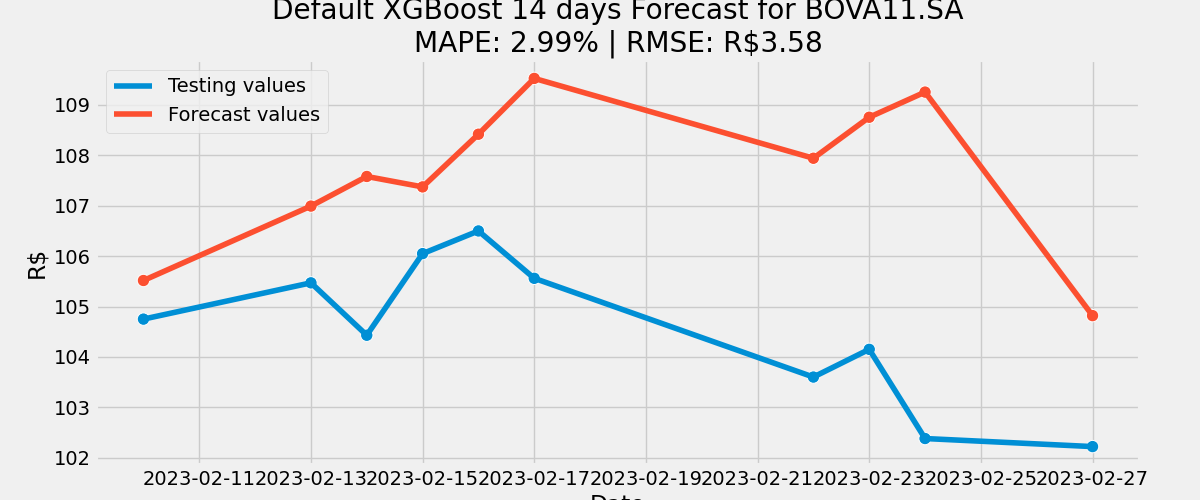 Default XGBoost 14 days Forecast for BOVA11.SA
MAPE: 2.99% | RMSE: R$3.58
Testing values
Forecast values
109
108
107
106
105
104
103
102
R$
2023-02-11 2023-02-13 2023-02-15 2023-02-17 2023-02-19 2023-02-21 2023-02-23 2023-02-25 2023-02-27
Date